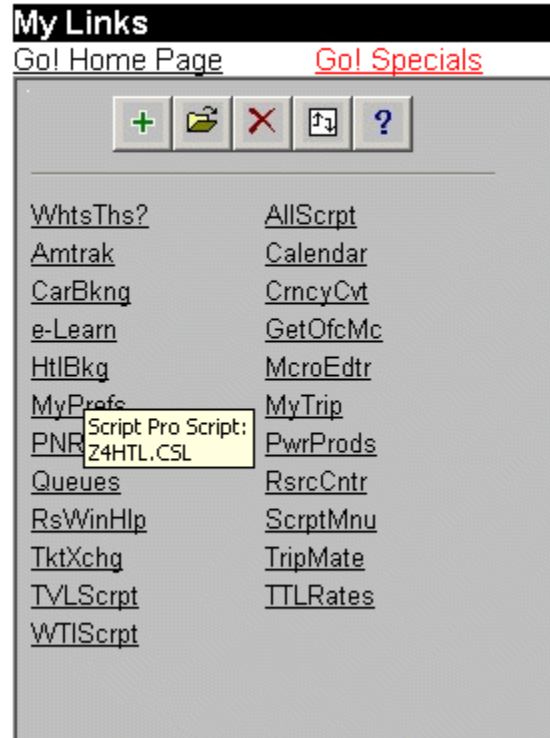 My Links
Go! Home Page Go! Specials
WhtsThs? AllScrpt
Amtrak Calendar
CarBkng CrncyCvt
e-Learn GetOfcMc
HtlBkg McroEdtr
MyPrefs MyTrip
Script Pro Script:
Z4HTL.CSL
PNR PwrProds
Queues RsrcCntr
RsWinHlp ScrptMnu
TktXchg TripMate
TVLScrpt TTLRates
WTIScrpt